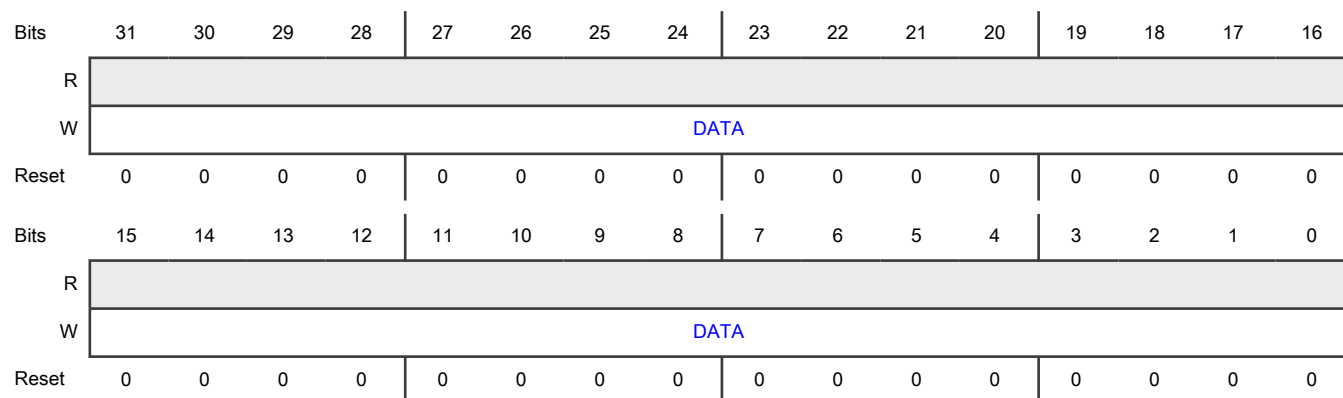 Bits 31 30 29 28 27 26 25 24 23 22 21 20 19 18 17 16
R
W DATA
Reset 0 0 0 0 0 0 0 0 0 0 0 0 0 0 0 0
Bits 15 14 13 12 11 10 9 8 7 6 5 4 3 2 1 0
R
W DATA
Reset 0 0 0 0 0 0 0 0 0 0 0 0 0 0 0 0